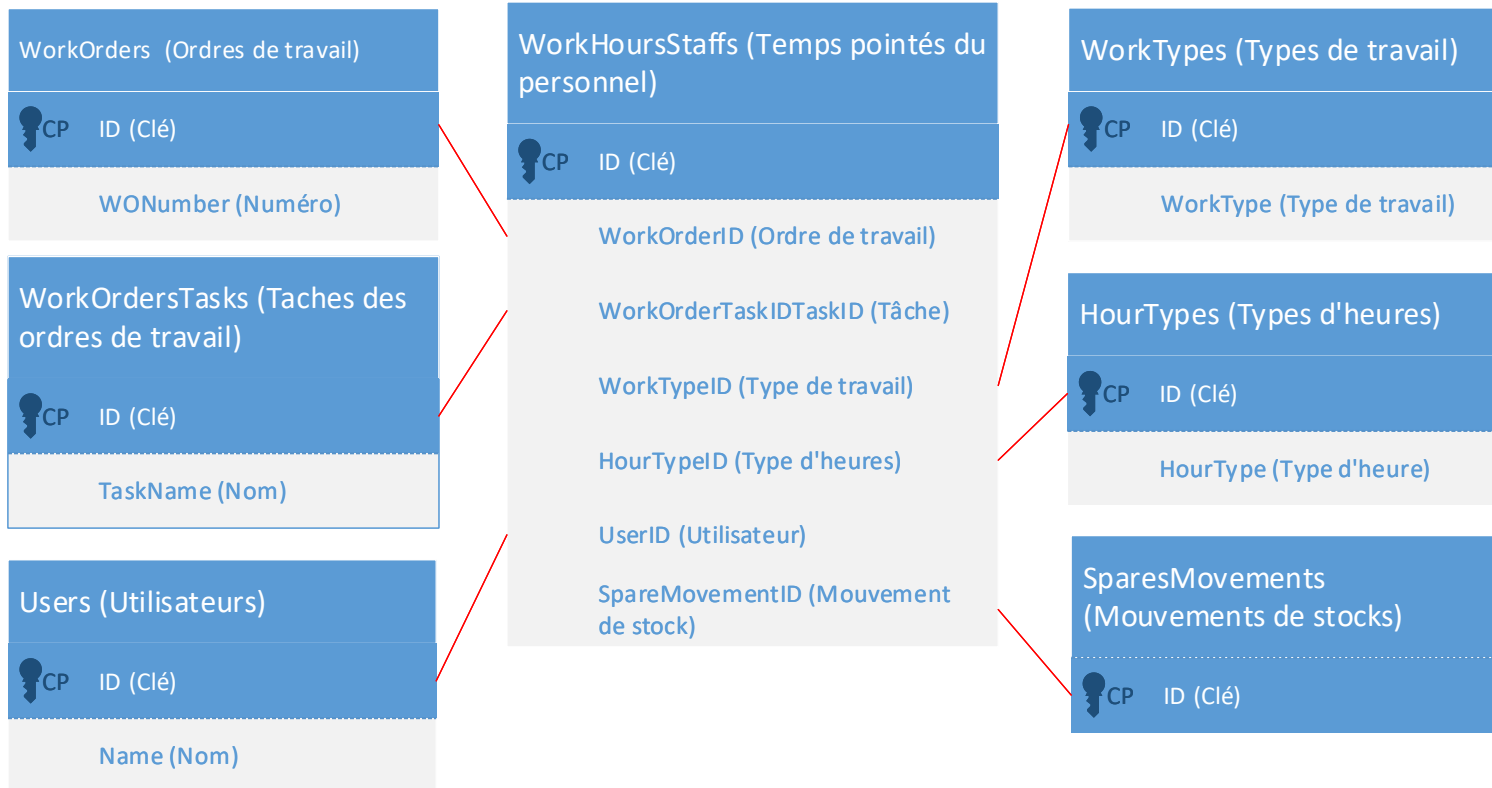 WorkOrders (Ordres de travail)
CP ID (Clé)
WONumber (Numéro)
WorkOrdersTasks (Taches des
ordres de travail)
CP ID (Clé)
TaskName (Nom)
Users (Utilisateurs)
CP ID (Clé)
Name (Nom)
WorkHoursStaffs (Temps pointés du
personnel)
CP ID (Clé)
WorkOrderID (Ordre de travail)
WorkOrderTaskIDTaskID (Tâche)
WorkTypeID (Type de travail)
HourTypeID (Type d'heures)
UserID (Utilisateur)
SpareMovementID (Mouvement
de stock)
WorkTypes (Types de travail)
CP ID (Clé)
WorkType (Type de travail)
HourTypes (Types d'heures)
CP ID (Clé)
HourType (Type d'heure)
SparesMovements
(Mouvements de stocks)
CP ID (Clé)